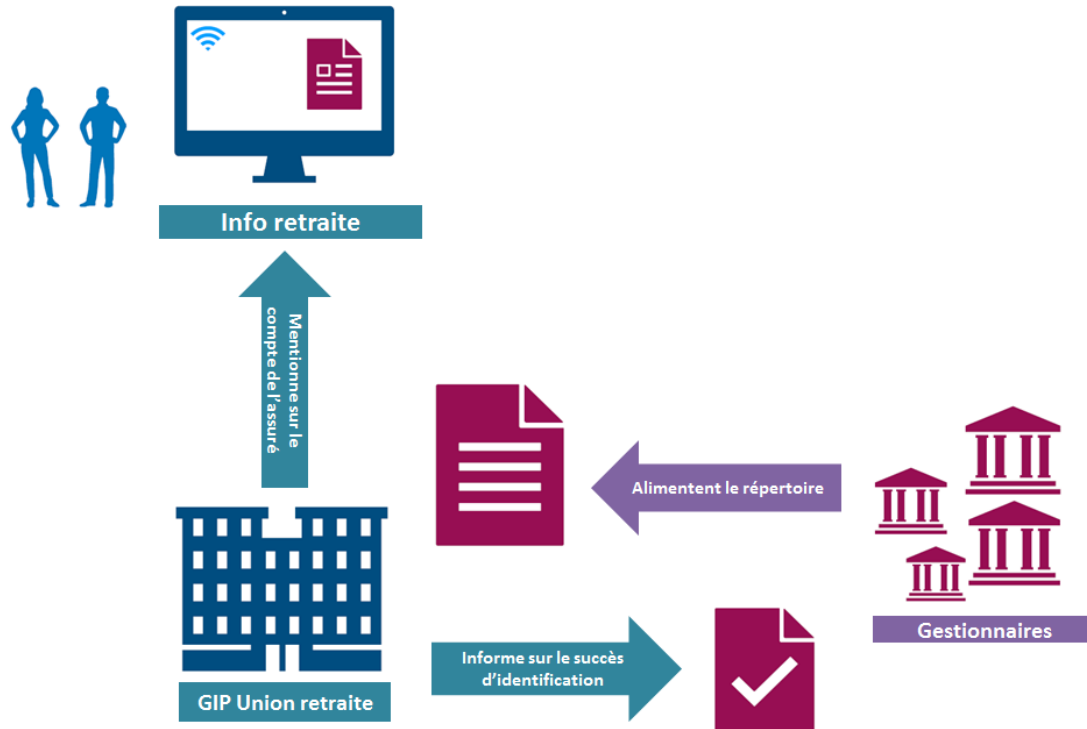 Info retraite
Mentionne sur le
compte de l'assuré
Alimentent le répertoire
Gestionnaires
Informe sur le succès
d'identification
GIP Union retraite